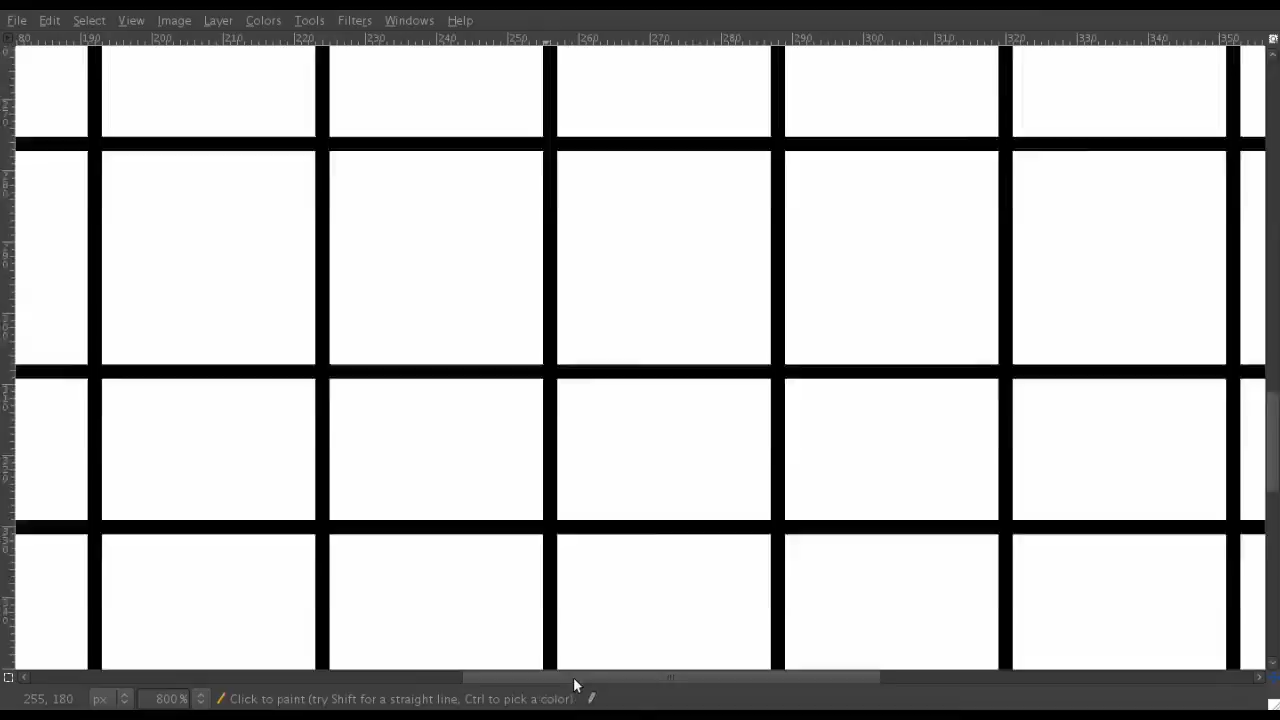 File Edit Select View Image Layer Colors Tools Filters Windows Help
80 190 200 210 220 230 240 250 260 270 280 290 300 310 320 330 340 350
255, 180 px 800% Click to paint (try Shift for a straight line, Ctrl to pick a color)